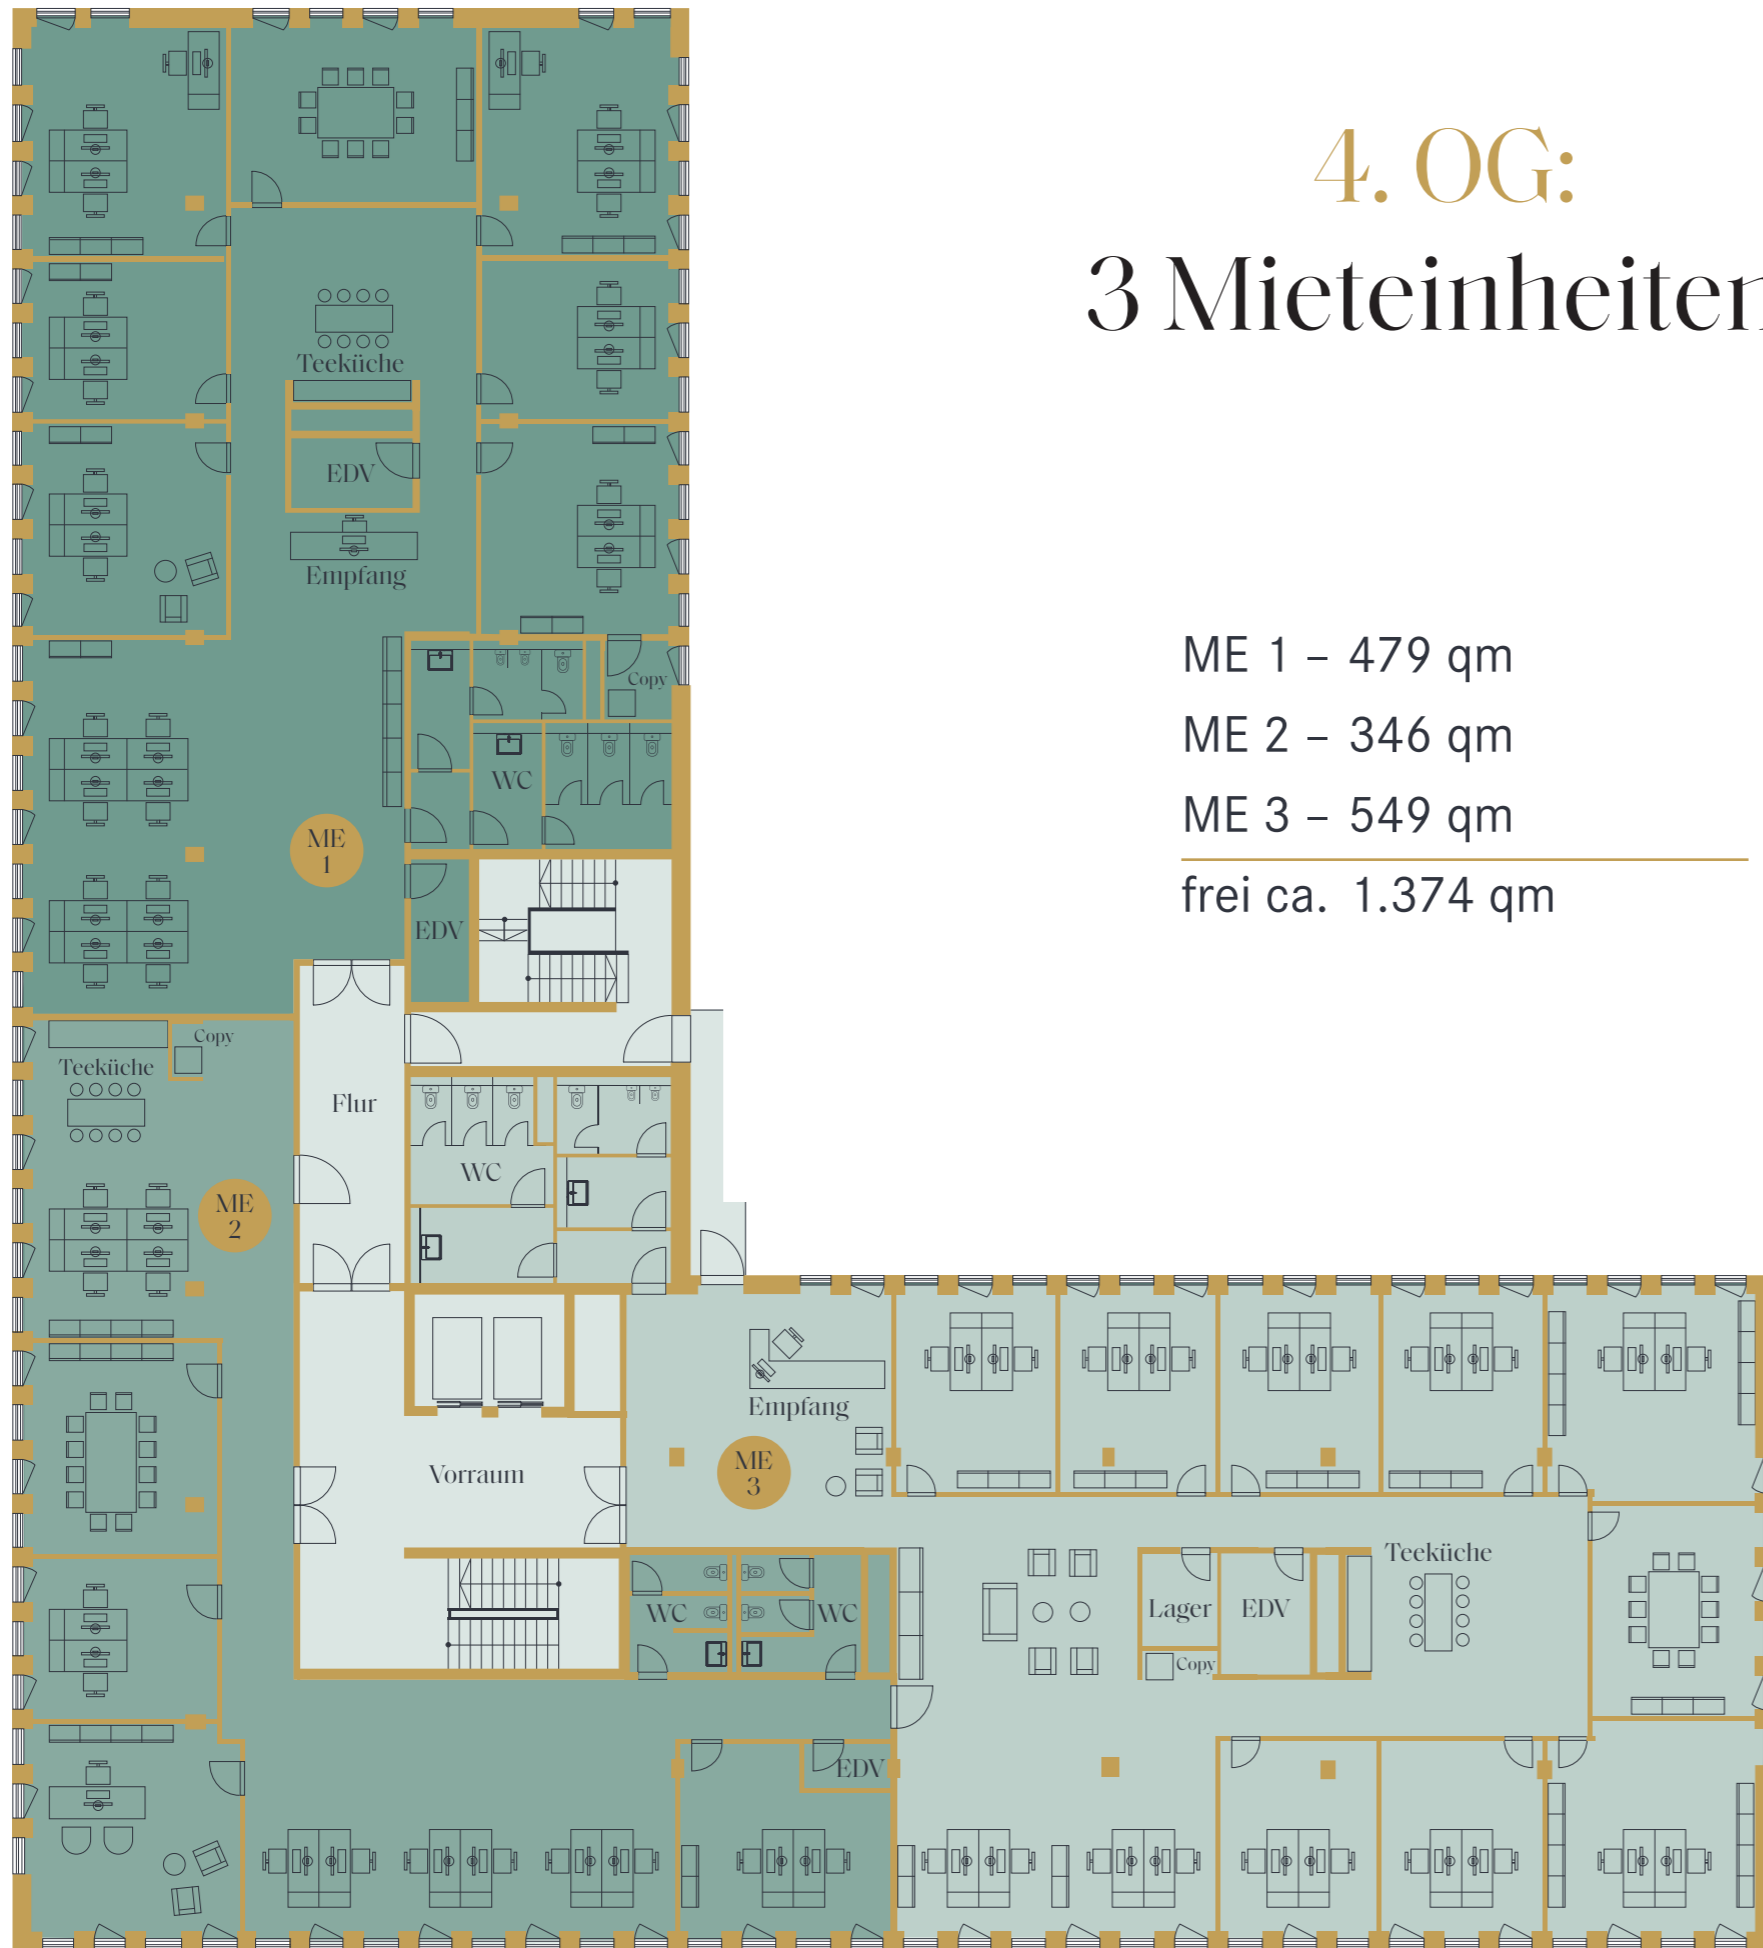 4. OG:
3 Mieteinheiten
ME 1 – 479 qm
ME 2 – 346 qm
ME 3 – 549 qm
frei ca. 1.374 qm
Teeküche
EDV
Empfang
Copy
WC
ME
1
EDV
Copy
Teeküche
Flur
WC
ME
2
Empfang
ME
3
Vorraum
Teeküche
WC
WC
Lager
EDV
Copy
EDV